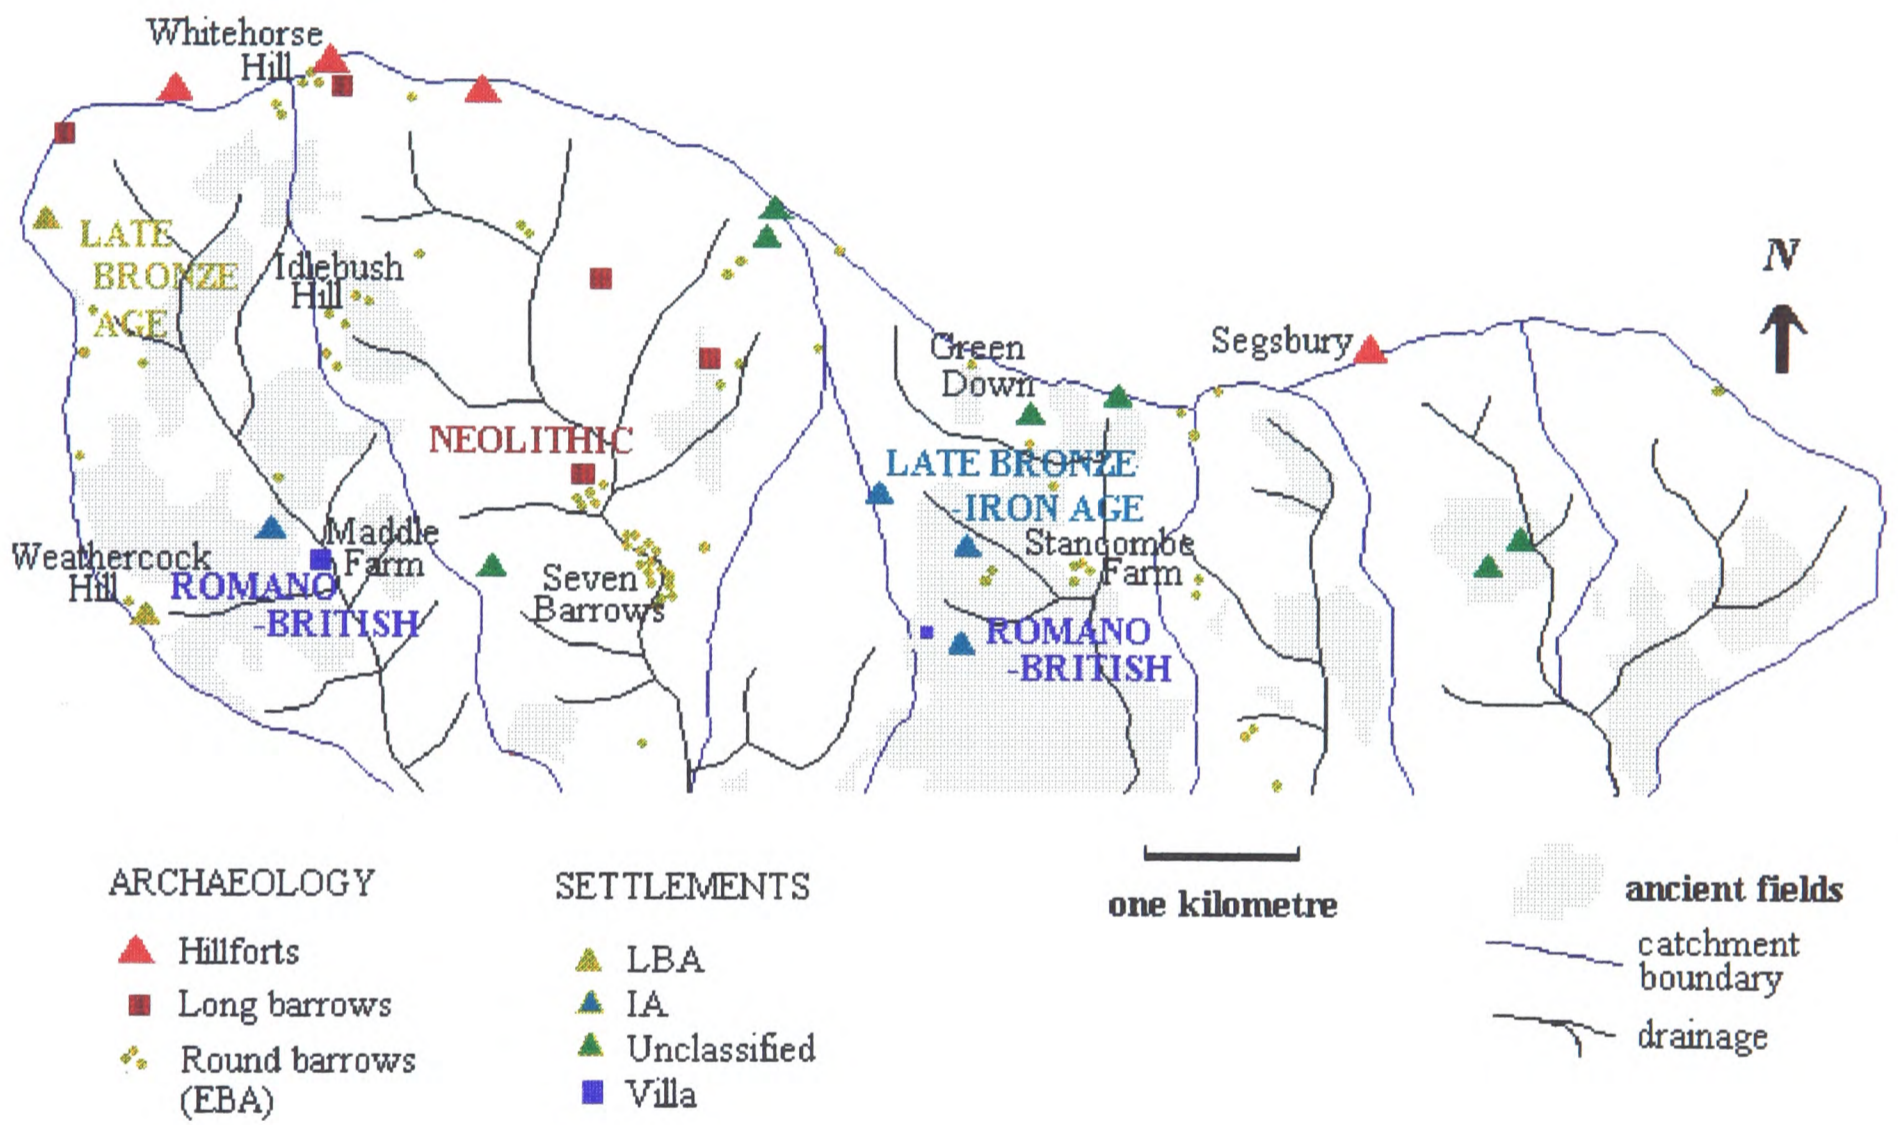 Whitehorse
Hill
LATE
BRONZE
AGE
Idlebush
Hill
N
Green
Down
Segsbury
NEOLITHIC
LATE BRONZE
-IRON AGE
Stancombe
Farm
Maddle
Farm
Weathercock
Hill
ROMANO
-BRITISH
Seven
Barrows
ROMANO
-BRITISH
ARCHAEOLOGY
Hillforts
Long barrows
Round barrows
(EBA)
SETTLEMENTS
LBA
IA
Unclassified
Villa
one kilometre
ancient fields
catchment
boundary
drainage